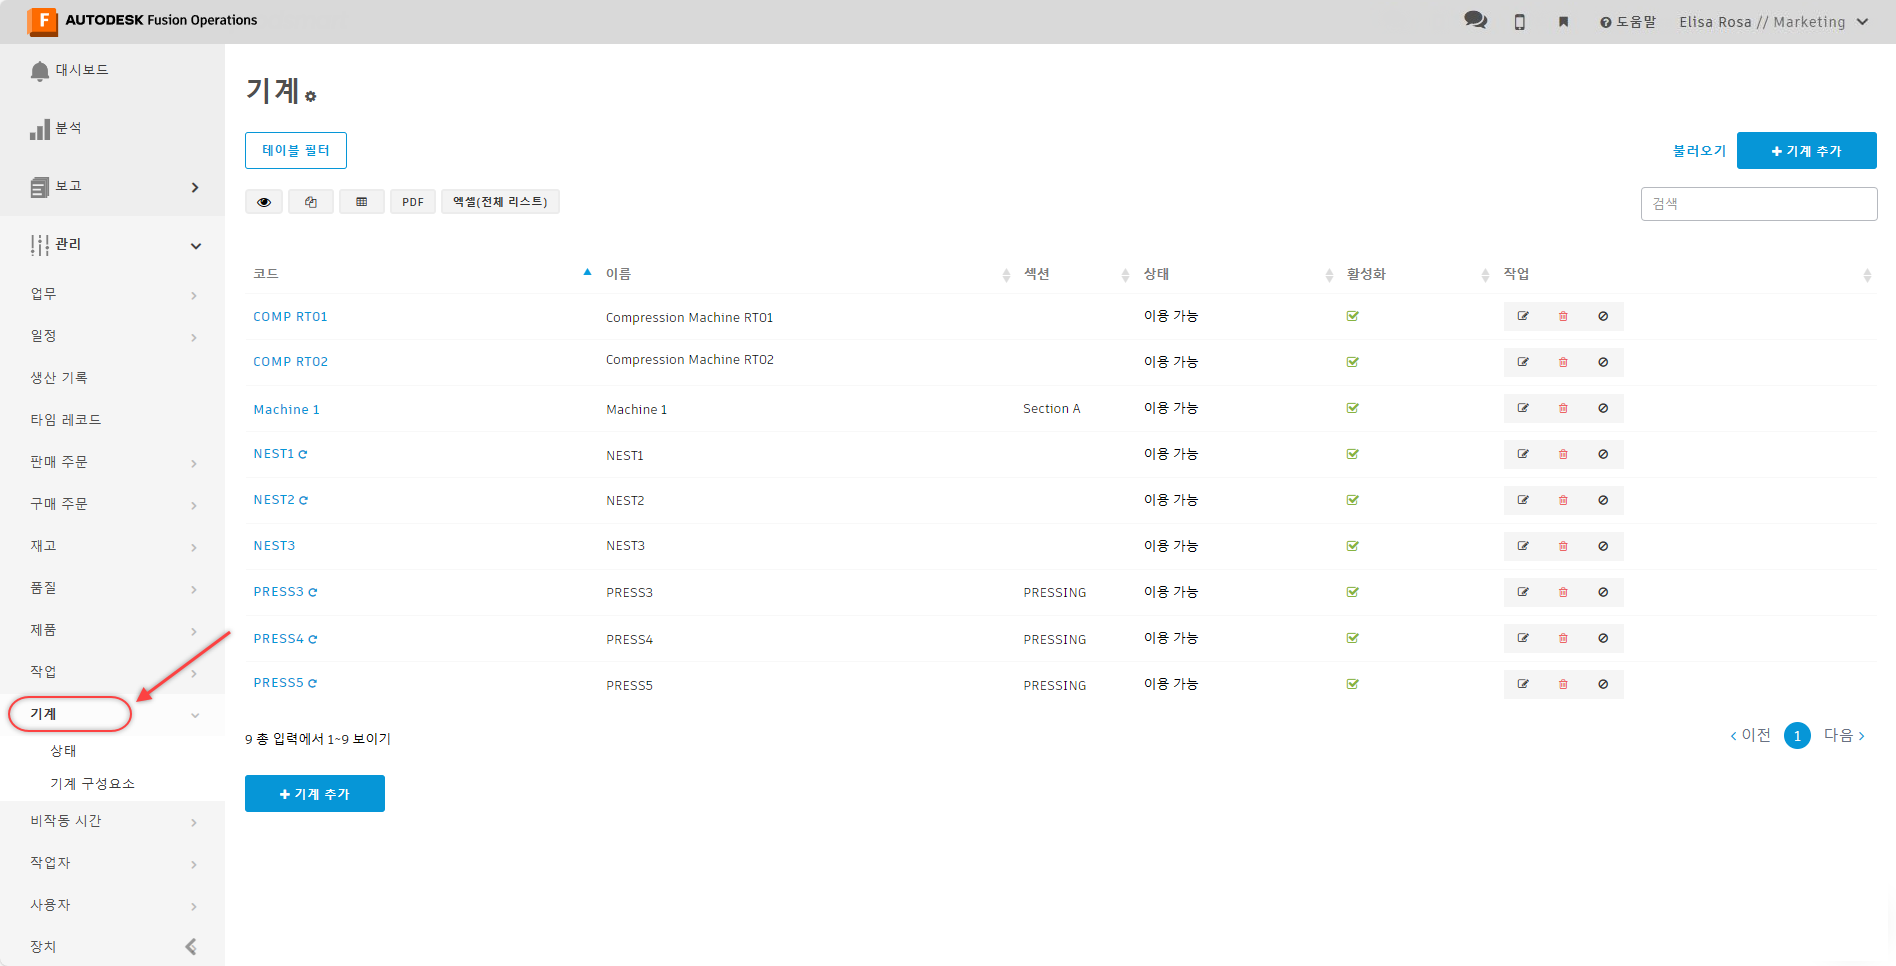 F AUTODESK Fusion Operations
도움말
Elisa Rosa // Marketing
대시보드
분석
보고
관리
업무
일정
생산 기록
타임 레코드
판매 주문
구매 주문
재고
품질
제품
작업
기계
상태
기계 구성요소
비작동 시간
작업자
사용자
장치
기계
테이블 필터
불러오기
+ 기계 추가
PDF
엑셀(전체 리스트)
검색
코드 이름 섹션 상태 활성화 작업
COMP RT01 Compression Machine RT01 이용 가능
COMP RT02 Compression Machine RT02 이용 가능
Machine 1 Machine 1 Section A 이용 가능
NEST1 NEST1 이용 가능
NEST2 NEST2 이용 가능
NEST3 NEST3 이용 가능
PRESS3 PRESS3 PRESSING 이용 가능
PRESS4 PRESS4 PRESSING 이용 가능
PRESS5 PRESS5 PRESSING 이용 가능
9 총 입력에서 1~9 보이기
‹ 이전 1 다음 ›
+ 기계 추가